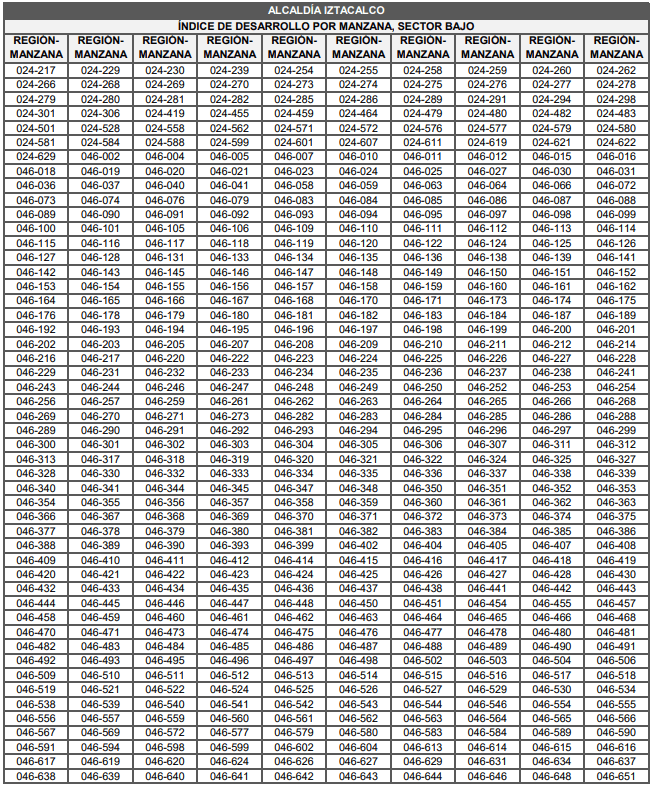 ALCALDÍA IZTACALCO
ÍNDICE DE DESARROLLO POR MANZANA, SECTOR BAJO
REGIÓN- REGIÓN- REGIÓN- REGIÓN- REGIÓN- REGIÓN- REGIÓN- REGIÓN- REGIÓN- REGIÓN-
MANZANA MANZANA MANZANA MANZANA MANZANA MANZANA MANZANA MANZANA MANZANA MANZANA
024-217 024-229 024-230 024-239 024-254 024-255 024-258 024-259 024-260 024-262
024-266 024-268 024-269 024-270 024-273 024-274 024-275 024-276 024-277 024-278
024-279 024-280 024-281 024-282 024-285 024-286 024-289 024-291 024-294 024-298
024-301 024-306 024-419 024-455 024-459 024-464 024-479 024-480 024-482 024-483
024-501 024-528 024-558 024-562 024-571 024-572 024-576 024-577 024-579 024-580
024-581 024-584 024-588 024-599 024-601 024-607 024-611 024-619 024-621 024-622
024-629 046-002 046-004 046-005 046-007 046-010 046-011 046-012 046-015 046-016
046-018 046-019 046-020 046-021 046-023 046-024 046-025 046-027 046-030 046-031
046-036 046-037 046-040 046-041 046-058 046-059 046-063 046-064 046-066 046-072
046-073 046-074 046-076 046-079 046-083 046-084 046-085 046-086 046-087 046-088
046-089 046-090 046-091 046-092 046-093 046-094 046-095 046-097 046-098 046-099
046-100 046-101 046-105 046-106 046-109 046-110 046-111 046-112 046-113 046-114
046-115 046-116 046-117 046-118 046-119 046-120 046-122 046-124 046-125 046-126
046-127 046-128 046-131 046-133 046-134 046-135 046-136 046-138 046-139 046-141
046-142 046-143 046-145 046-146 046-147 046-148 046-149 046-150 046-151 046-152
046-153 046-154 046-155 046-156 046-157 046-158 046-159 046-160 046-161 046-162
046-164 046-165 046-166 046-167 046-168 046-170 046-171 046-173 046-174 046-175
046-176 046-178 046-179 046-180 046-181 046-182 046-183 046-184 046-187 046-189
046-192 046-193 046-194 046-195 046-196 046-197 046-198 046-199 046-200 046-201
046-202 046-203 046-205 046-207 046-208 046-209 046-210 046-211 046-212 046-214
046-216 046-217 046-220 046-222 046-223 046-224 046-225 046-226 046-227 046-228
046-229 046-231 046-232 046-233 046-234 046-235 046-236 046-237 046-238 046-241
046-243 046-244 046-246 046-247 046-248 046-249 046-250 046-252 046-253 046-254
046-256 046-257 046-259 046-261 046-262 046-263 046-264 046-265 046-266 046-268
046-269 046-270 046-271 046-273 046-282 046-283 046-284 046-285 046-286 046-288
046-289 046-290 046-291 046-292 046-293 046-294 046-295 046-296 046-297 046-299
046-300 046-301 046-302 046-303 046-304 046-305 046-306 046-307 046-311 046-312
046-313 046-317 046-318 046-319 046-320 046-321 046-322 046-324 046-325 046-327
046-328 046-330 046-332 046-333 046-334 046-335 046-336 046-337 046-338 046-339
046-340 046-341 046-344 046-345 046-347 046-348 046-350 046-351 046-352 046-353
046-354 046-355 046-356 046-357 046-358 046-359 046-360 046-361 046-362 046-363
046-366 046-367 046-368 046-369 046-370 046-371 046-372 046-373 046-374 046-375
046-377 046-378 046-379 046-380 046-381 046-382 046-383 046-384 046-385 046-386
046-388 046-389 046-390 046-393 046-399 046-402 046-404 046-405 046-407 046-408
046-409 046-410 046-411 046-412 046-414 046-415 046-416 046-417 046-418 046-419
046-420 046-421 046-422 046-423 046-424 046-425 046-426 046-427 046-428 046-430
046-432 046-433 046-434 046-435 046-436 046-437 046-438 046-441 046-442 046-443
046-444 046-445 046-446 046-447 046-448 046-450 046-451 046-454 046-455 046-457
046-458 046-459 046-460 046-461 046-462 046-463 046-464 046-465 046-466 046-468
046-470 046-471 046-473 046-474 046-475 046-476 046-477 046-478 046-480 046-481
046-482 046-483 046-484 046-485 046-486 046-487 046-488 046-489 046-490 046-491
046-492 046-493 046-495 046-496 046-497 046-498 046-502 046-503 046-504 046-506
046-509 046-510 046-511 046-512 046-513 046-514 046-515 046-516 046-517 046-518
046-519 046-521 046-522 046-524 046-525 046-526 046-527 046-529 046-530 046-534
046-538 046-539 046-540 046-541 046-542 046-543 046-544 046-546 046-554 046-555
046-556 046-557 046-559 046-560 046-561 046-562 046-563 046-564 046-565 046-566
046-567 046-569 046-572 046-577 046-579 046-580 046-583 046-584 046-589 046-590
046-591 046-594 046-598 046-599 046-602 046-604 046-613 046-614 046-615 046-616
046-617 046-619 046-620 046-624 046-626 046-627 046-629 046-631 046-634 046-637
046-638 046-639 046-640 046-641 046-642 046-643 046-644 046-646 046-648 046-651